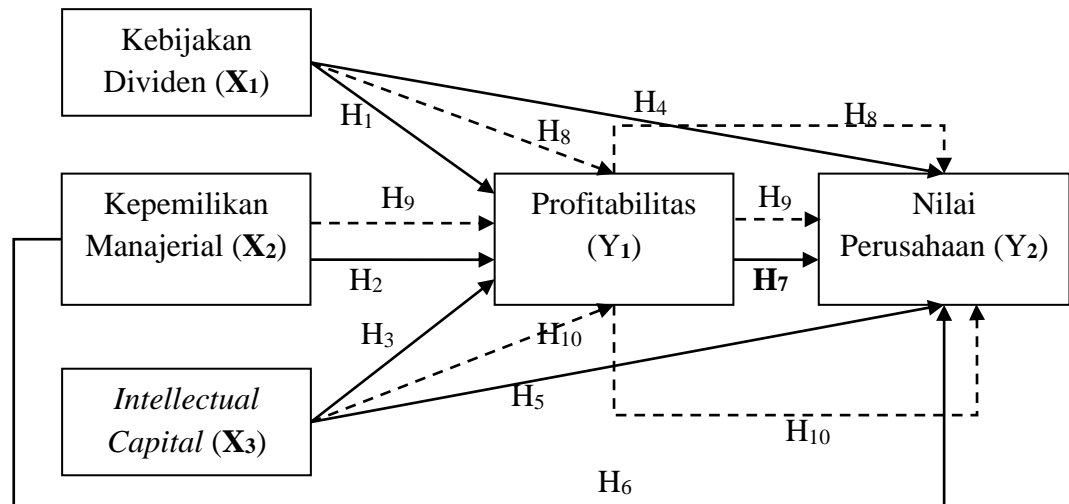 Kebijakan
Dividen (X1)
H4
H1
H8
H8
Kepemilikan
Manajerial (X2)
H9
H2
Profitabilitas
(Y1)
H9
H7
Nilai
Perusahaan (Y2)
H3
H10
Intellectual
Capital (X3)
H5
H10
H6